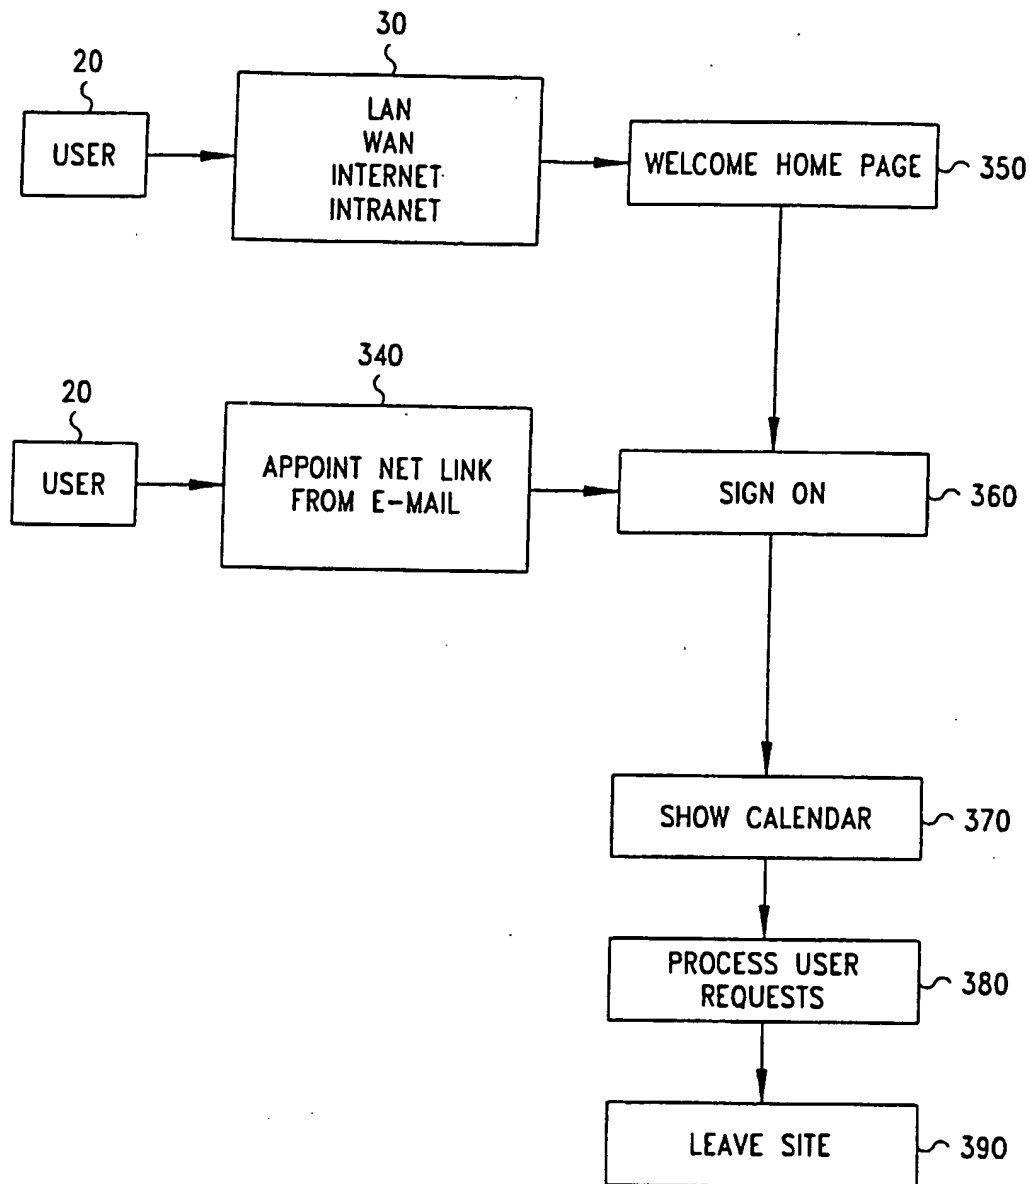 30
20
LAN
WAN
INTERNET
INTRANET
USER
WELCOME HOME PAGE
350
340
20
APPOINT NET LINK
FROM E-MAIL
USER
SIGN ON
360
SHOW CALENDAR
370
PROCESS USER
REQUESTS
380
LEAVE SITE
390